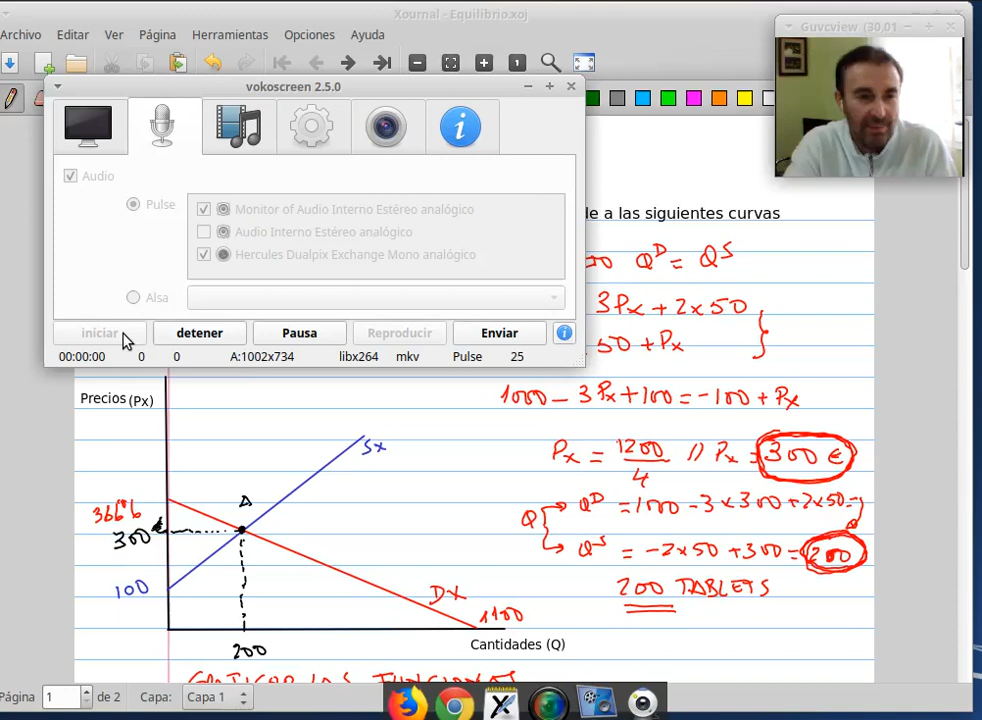 Xournal - Equilibrio.xoj
Guvcview (30,01
Archivo Editar Ver Página Herramientas Opciones Ayuda
vokoscreen 2.5.0
Audio
Pulse
Monitor of Audio Interno Estéreo analógico
Audio Interno Estéreo analógico
Hercules Dualpix Exchange Mono analógico
Alsa
iniciar detener Pausa Reproducir Enviar
00:00:00 0 0 A:1002x734 libx264 mkv Pulse 25
de a las siguientes curvas
Q^D = Q^S
3Px + 2x50
50 + Px
1000 - 3Px + 100 = -100 + Px
Precios (Px)
Sx
Px = 1200/4 // Px = 300 €
366'6
Q Q^D = 1000 - 3x300 + 2x50
300
Q^S = -2x50 + 300 = 200
100
200 TABLETS
Dx
1100
Cantidades (Q)
200
Página 1 de 2 Capa: Capa 1